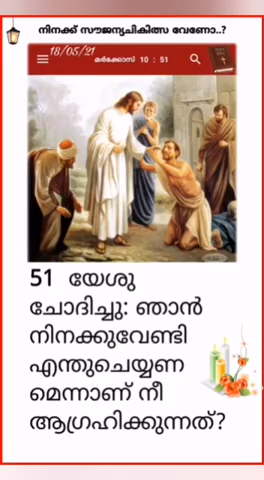 നിനക്ക് സൗജന്യചികിത്സ വേണോ..?
18/05/21
മർക്കോസ് 10 : 51
51 യേശു
ചോദിച്ചു: ഞാൻ
നിനക്കുവേണ്ടി
എന്തുചെയ്യണ
മെന്നാണ് നീ
ആഗ്രഹിക്കുന്നത്?